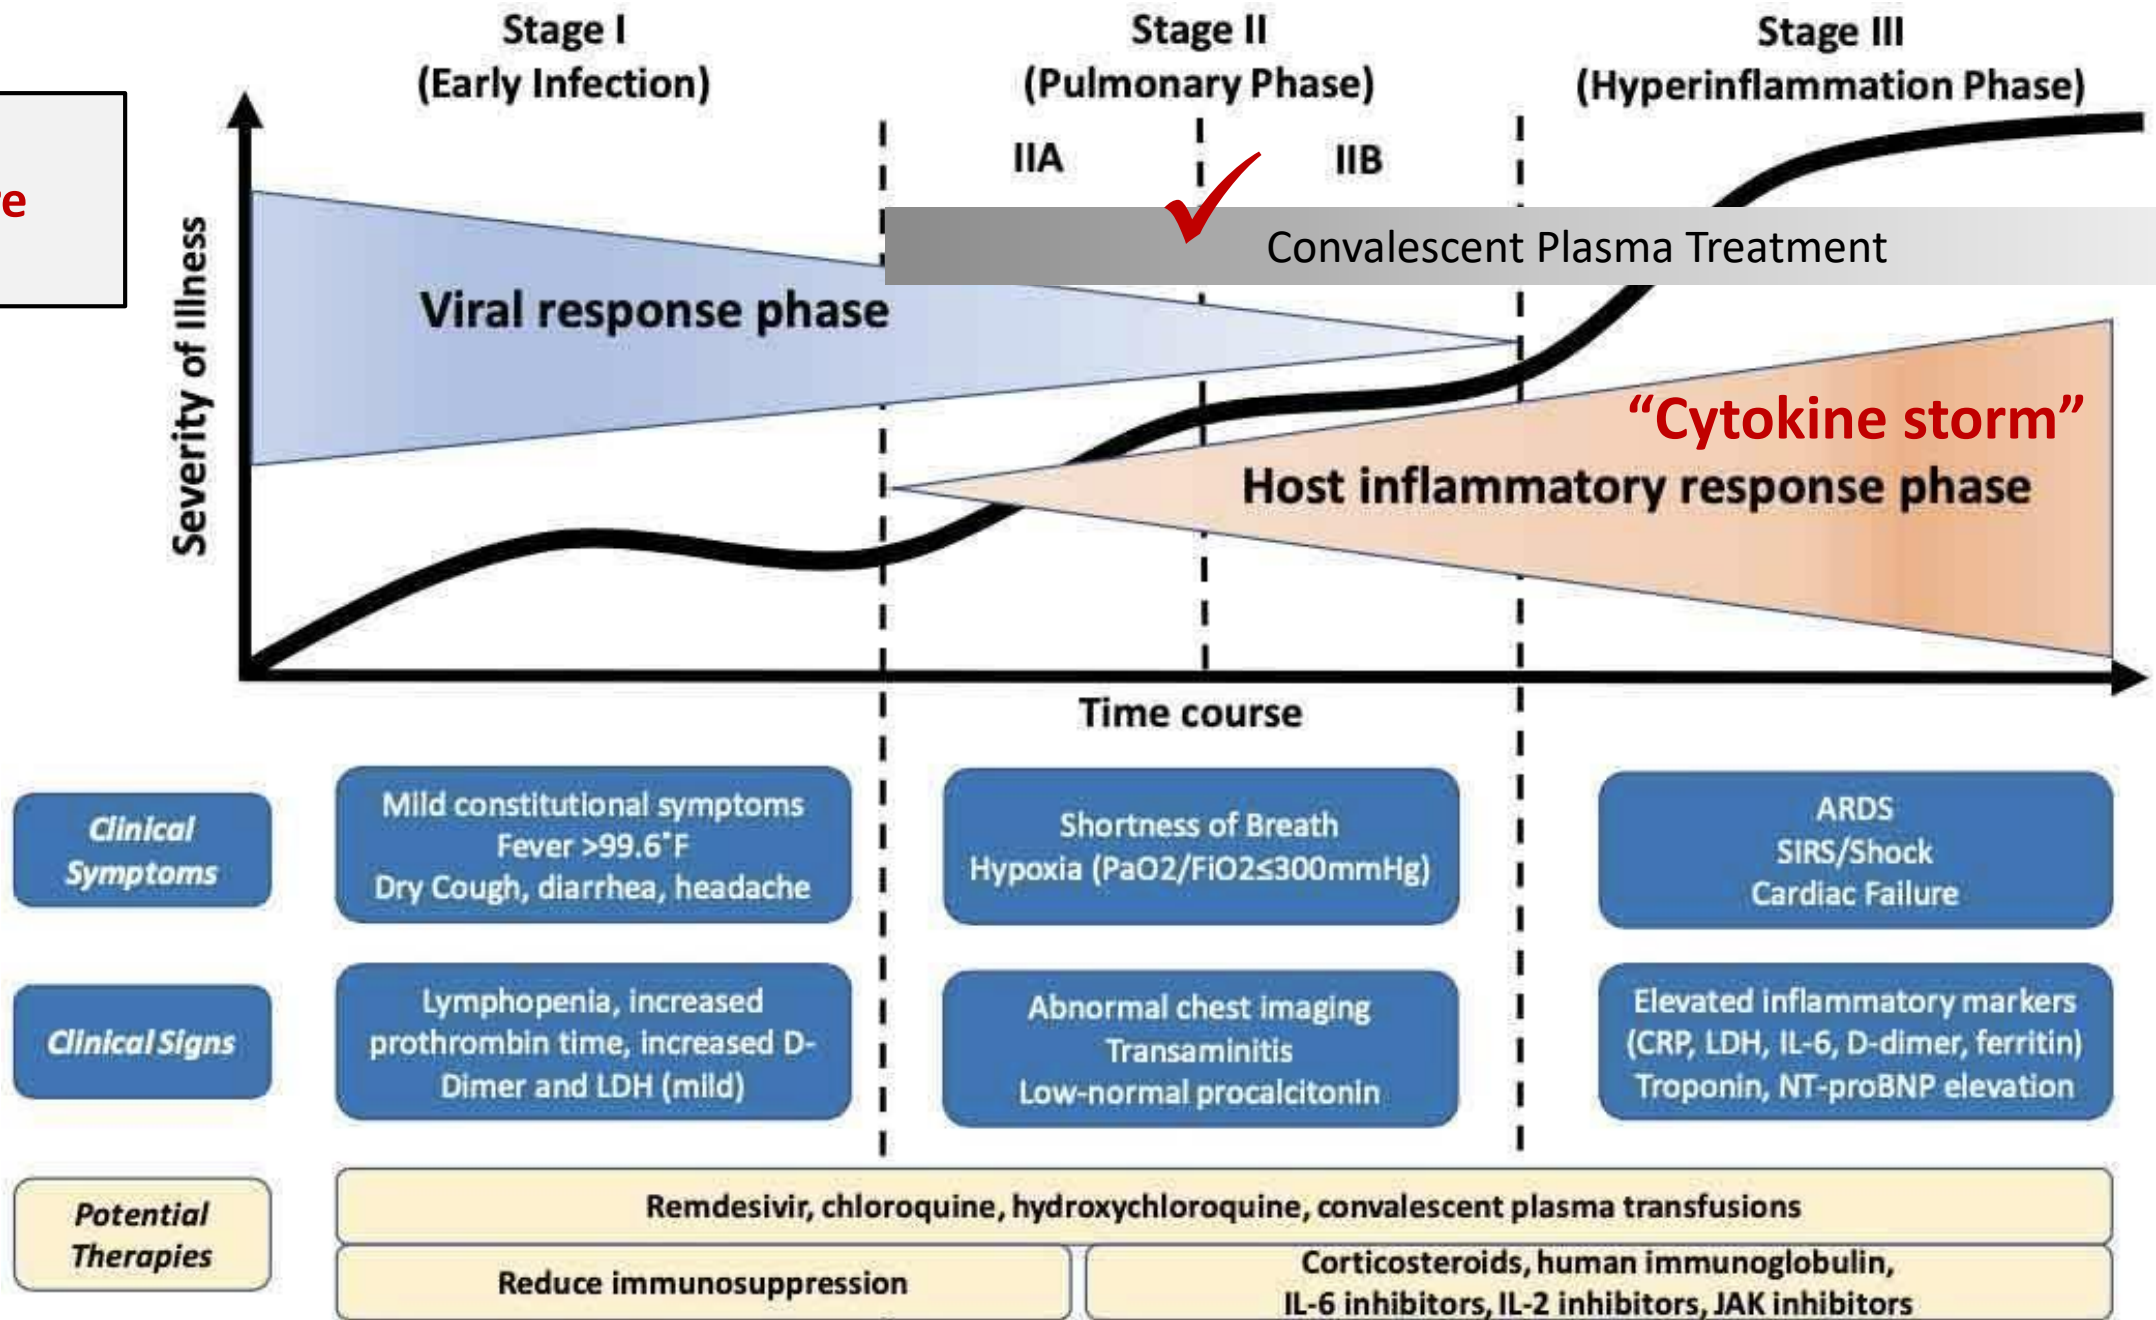 Stage I
(Early Infection)
Stage II
(Pulmonary Phase)
Stage III
(Hyperinflammation Phase)
IIA
IIB
Convalescent Plasma Treatment
Viral response phase
Severity of Illness
“Cytokine storm”
Host inflammatory response phase
Time course
Clinical
Symptoms
Mild constitutional symptoms
Fever >99.6°F
Dry Cough, diarrhea, headache
Shortness of Breath
Hypoxia (PaO2/FiO2≤300mmHg)
ARDS
SIRS/Shock
Cardiac Failure
Clinical Signs
Lymphopenia, increased
prothrombin time, increased D-
Dimer and LDH (mild)
Abnormal chest imaging
Transaminitis
Low-normal procalcitonin
Elevated inflammatory markers
(CRP, LDH, IL-6, D-dimer, ferritin)
Troponin, NT-proBNP elevation
Potential
Therapies
Remdesivir, chloroquine, hydroxychloroquine, convalescent plasma transfusions
Reduce immunosuppression
Corticosteroids, human immunoglobulin,
IL-6 inhibitors, IL-2 inhibitors, JAK inhibitors